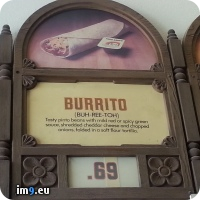 BURRITO
(BUH-REE-TOH)
Tasty pinto beans with mild red or spicy green
sauce, shredded cheddar cheese and chopped
onions, folded in a soft flour tortilla.
.69
im9.eu